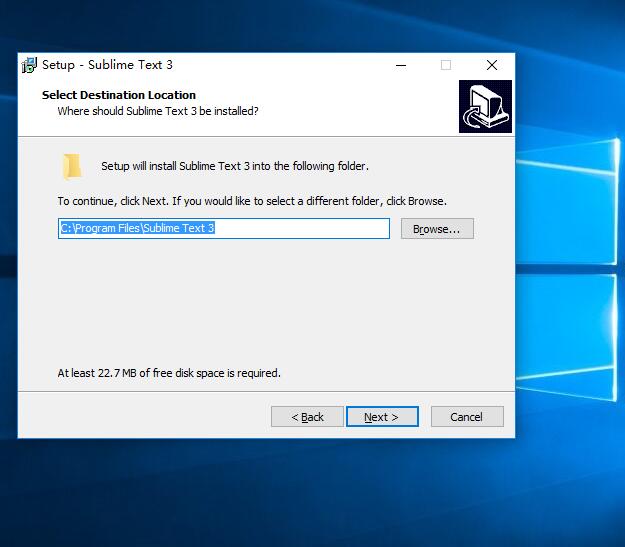 Setup - Sublime Text 3
Select Destination Location
Where should Sublime Text 3 be installed?
Setup will install Sublime Text 3 into the following folder.
To continue, click Next. If you would like to select a different folder, click Browse.
C:\Program Files\Sublime Text 3
Browse...
At least 22.7 MB of free disk space is required.
< Back
Next >
Cancel